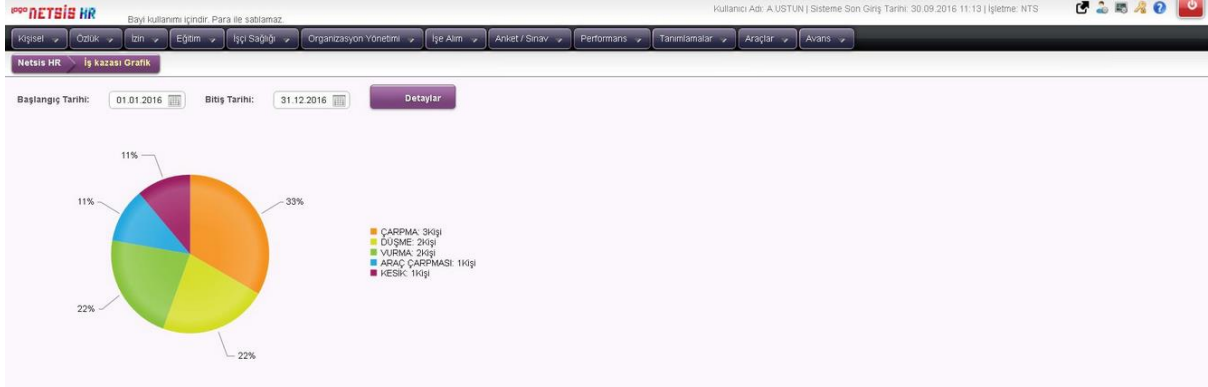 logo NETSIS HR
Bayi kullanımı içindir. Para ile satılamaz.
Kullanıcı Adı: A.USTUN | Sisteme Son Giriş Tarihi: 30.09.2016 11:13 | İşletme: NTS
Kişisel Özlük İzin Eğitim İşçi Sağlığı Organizasyon Yönetimi İşe Alım Anket / Sınav Performans Tanımlamalar Araçlar Avans
Netsis HR İş kazası Grafik
Başlangıç Tarihi: 01.01.2016 Bitiş Tarihi: 31.12.2016 Detaylar
11%
11%
33%
22%
22%
ÇARPMA: 3Kişi
DÜŞME: 2Kişi
VURMA: 2Kişi
ARAÇ ÇARPMASI: 1Kişi
KESİK: 1Kişi